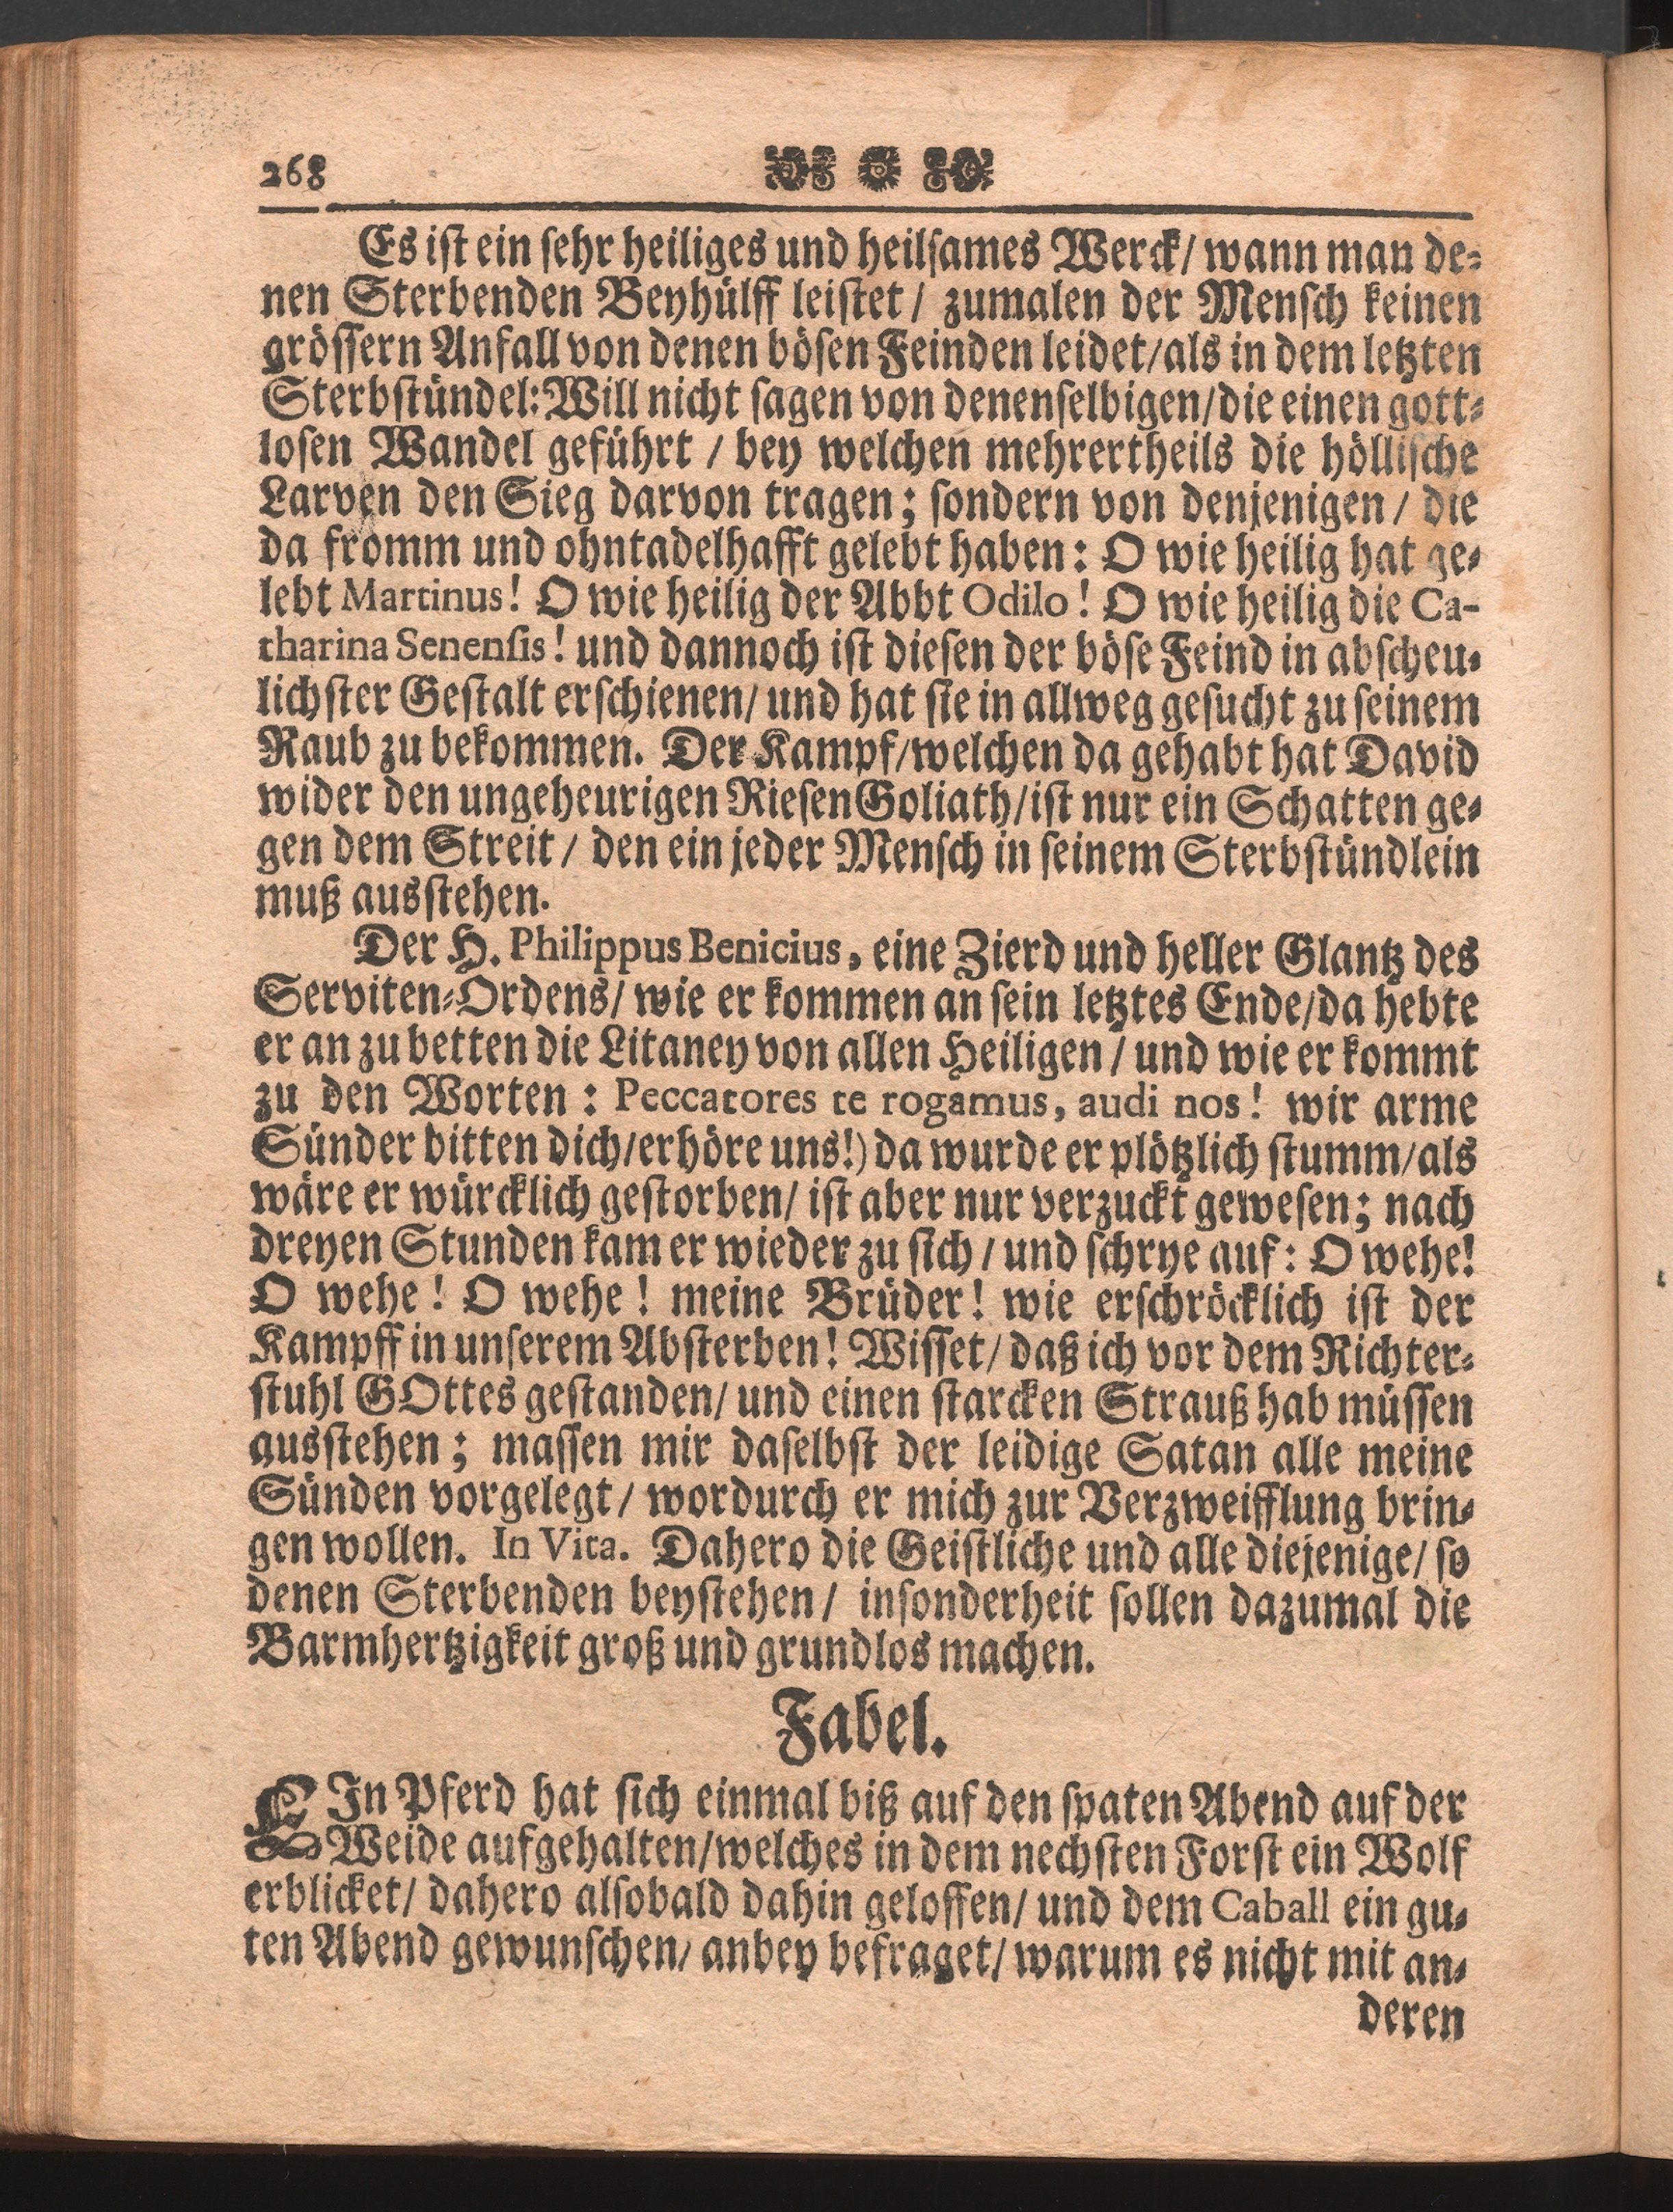 268
Es iſt ein ſehr heiliges und heilſames Werck/ wann man de⸗
nen Sterbenden Beyhülff leiſtet/ zumalen der Menſch keinen
gröſſern Anfall von denen böſen Feinden leidet/als in dem letzten
Sterbſtündel: Will nicht ſagen von denenſelbigen/die einen gott⸗
loſen Wandel geführt / bey welchen mehrertheils die hölliſche
Larven den Sieg darvon tragen; ſondern von denjenigen/ die
da fromm und ohntadelhafft gelebt haben: O wie heilig hat ge⸗
lebt Martinus! O wie heilig der Abbt Odilo! O wie heilig die Ca-
tharina Senenſis! und dannoch iſt dieſen der böſe Feind in abſcheu⸗
lichſter Geſtalt erſchienen/ und hat ſie in allweg geſucht zu ſeinem
Raub zu bekommen. Der Kampf/welchen da gehabt hat David
wider den ungeheurigen Rieſen Goliath/iſt nur ein Schatten ge⸗
gen dem Streit/ den ein jeder Menſch in ſeinem Sterbſtündlein
muß ausſtehen.
Der H. Philippus Benicius, eine Zierd und heller Glantz des
Serviten⸗Ordens/ wie er kommen an ſein letztes Ende/da hebte
er an zu betten die Litaney von allen Heiligen/ und wie er kommt
zu den Worten: Peccatores te rogamus, audi nos! wir arme
Sünder bitten dich/erhöre uns!) da wurde er plötzlich ſtumm/als
wäre er würcklich geſtorben/ iſt aber nur verzuckt geweſen; nach
dreyen Stunden kam er wieder zu ſich/ und ſchrye auf: O wehe!
O wehe! O wehe! meine Brüder! wie erſchröcklich iſt der
Kampff in unſerem Abſterben! Wiſſet/ daß ich vor dem Richter⸗
ſtuhl GOttes geſtanden/ und einen ſtarcken Strauß hab müſſen
ausſtehen; maſſen mir daſelbſt der leidige Satan alle meine
Sünden vorgelegt/ wordurch er mich zur Verzweifflung brin⸗
gen wollen. In Vita. Dahero die Geiſtliche und alle diejenige/ ſo
denen Sterbenden beyſtehen/ inſonderheit ſollen dazumal die
Barmhertzigkeit groß und grundlos machen.
Fabel.
EIn Pferd hat ſich einmal biß auf den ſpaten Abend auf der
Weide aufgehalten/welches in dem nechſten Forſt ein Wolf
erblicket/ dahero alſobald dahin geloffen/ und dem Caball ein gu⸗
ten Abend gewunſchen/ anbey befraget/ warum es nicht mit an⸗
deren